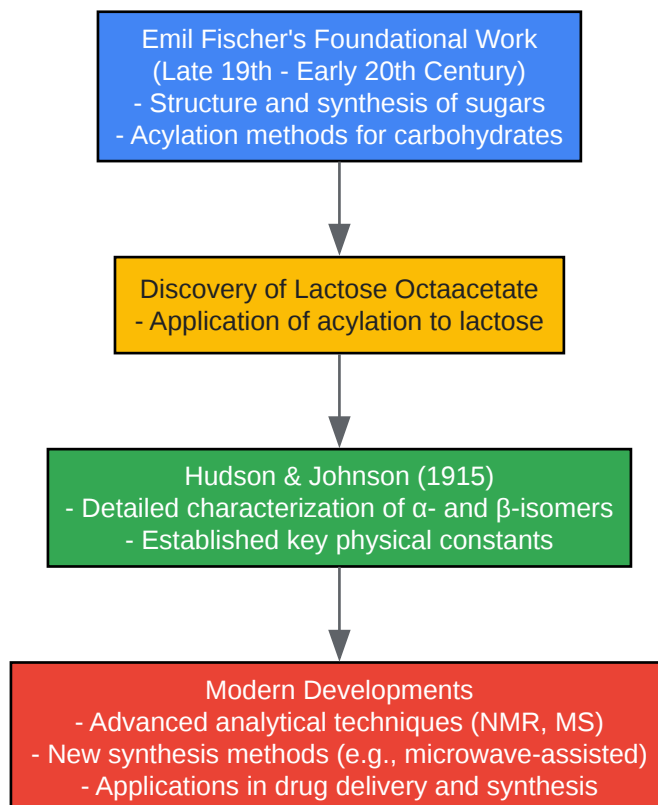 Emil Fischer's Foundational Work
(Late 19th - Early 20th Century)
- Structure and synthesis of sugars
- Acylation methods for carbohydrates
Discovery of Lactose Octaacetate
- Application of acylation to lactose
Hudson & Johnson (1915)
- Detailed characterization of α- and β-isomers
- Established key physical constants
Modern Developments
- Advanced analytical techniques (NMR, MS)
- New synthesis methods (e.g., microwave-assisted)
- Applications in drug delivery and synthesis